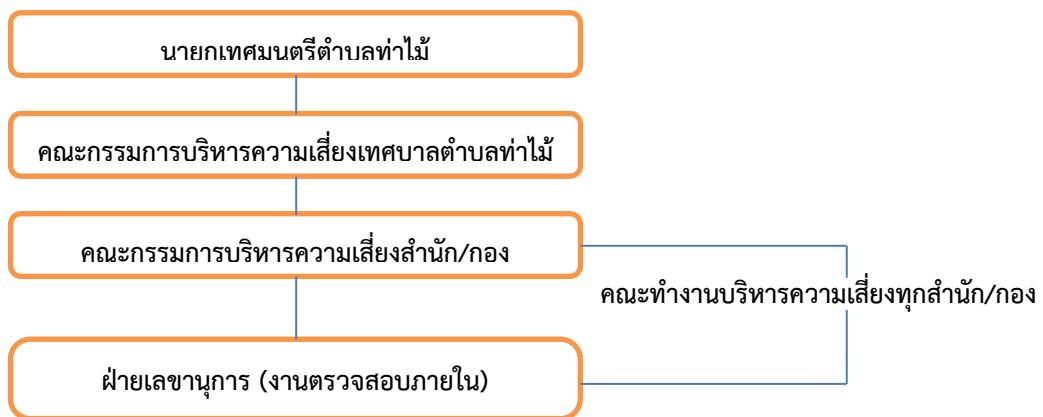 นายกเทศมนตรีตำบลท่าไม้
คณะกรรมการบริหารความเสี่ยงเทศบาลตำบลท่าไม้
คณะกรรมการบริหารความเสี่ยงสำนัก/กอง
คณะทำงานบริหารความเสี่ยงทุกสำนัก/กอง
ฝ่ายเลขานุการ (งานตรวจสอบภายใน)